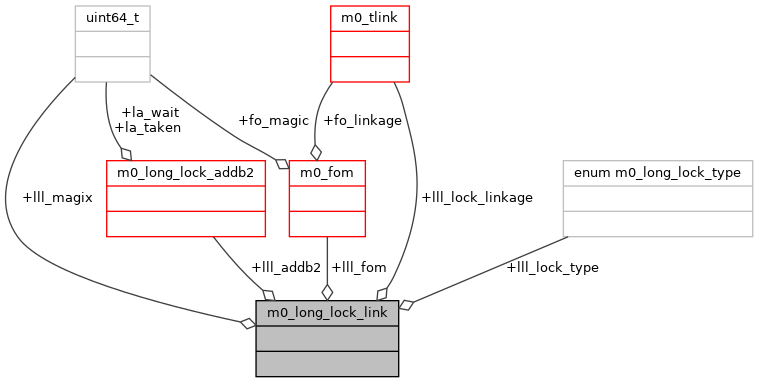 uint64_t
m0_tlink
+la_wait
+la_taken
+fo_magic
+fo_linkage
m0_long_lock_addb2
m0_fom
enum m0_long_lock_type
+lll_magix
+lll_lock_linkage
+lll_addb2
+lll_fom
+lll_lock_type
m0_long_lock_link